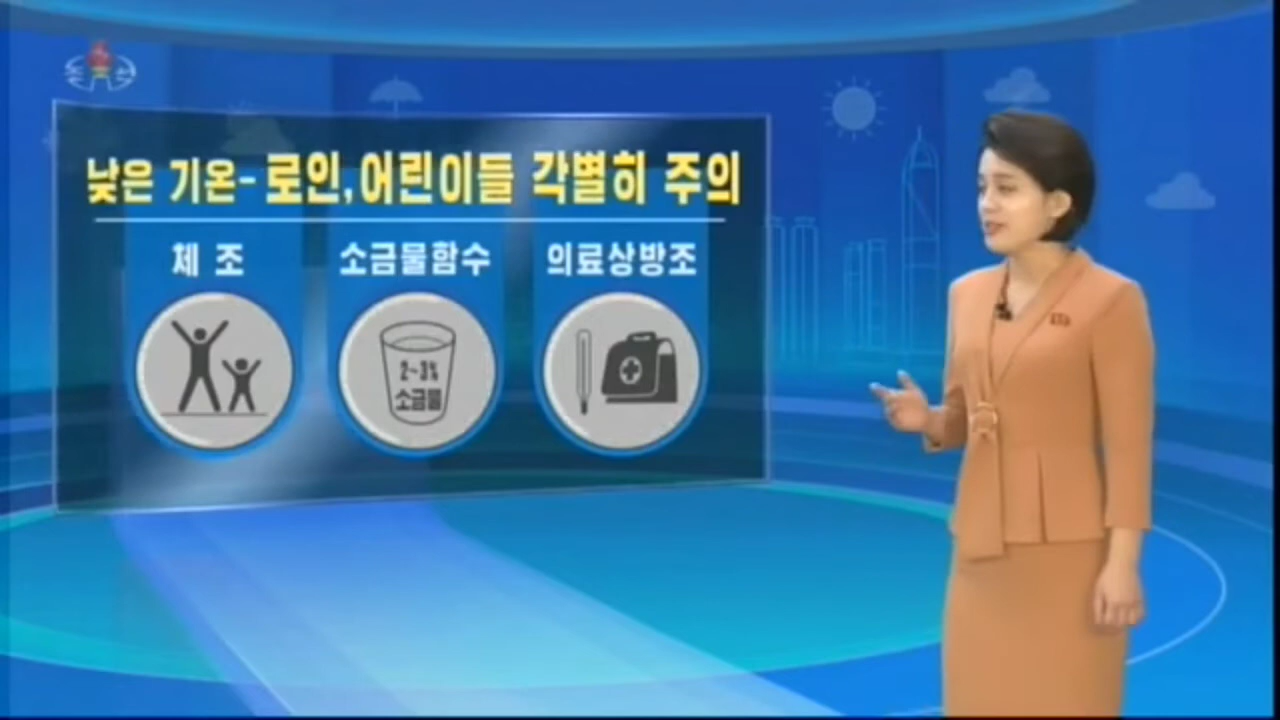 낮은 기온-로인,어린이들 각별히 주의
체 조
소금물함수
의료상방조
2~3%
소금물